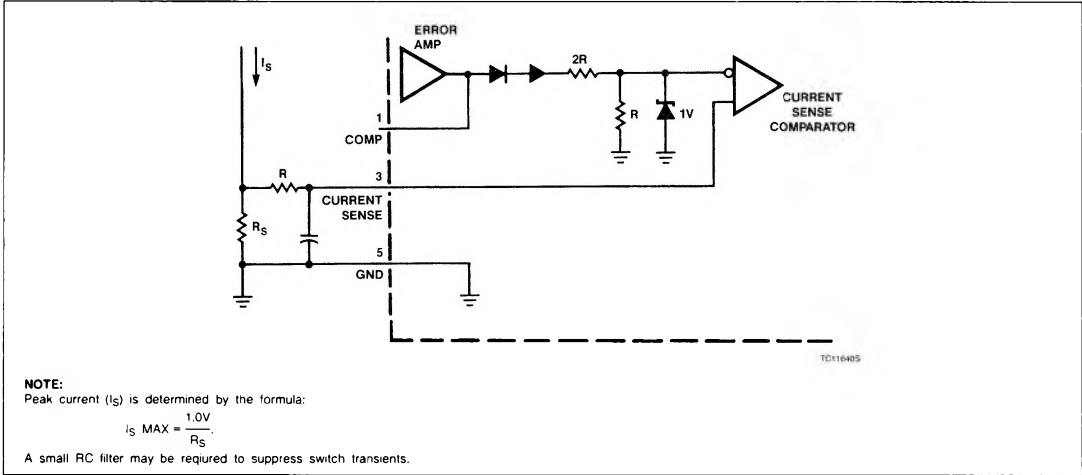 ERROR
AMP
IS
2R
R
1V
CURRENT
SENSE
COMPARATOR
1
COMP
R
3
CURRENT
SENSE
RS
5
GND
TC11640S
NOTE:
Peak current (IS) is determined by the formula:
IS MAX = 1.0V
RS.
A small RC filter may be reqiured to suppress switch transients.